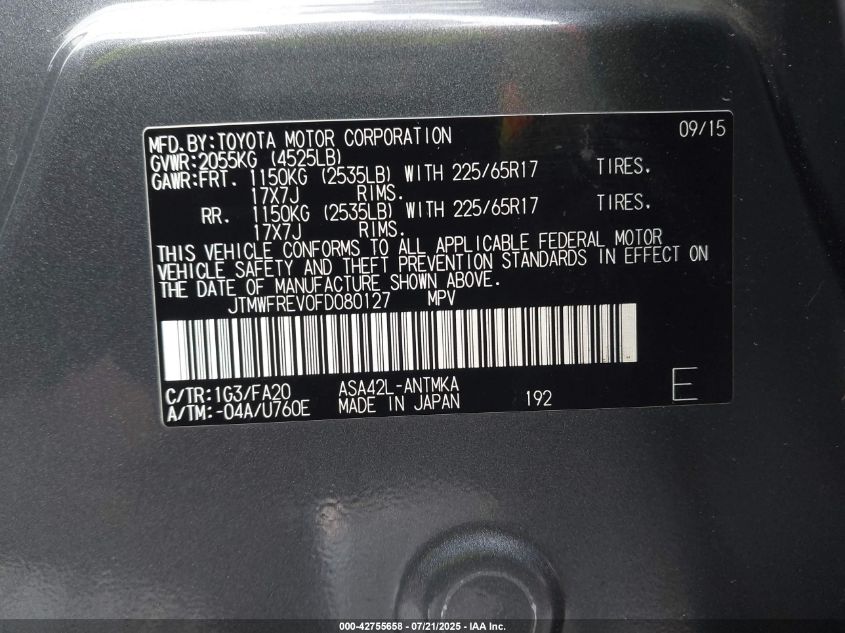 09/15
MFD.BY:TOYOTA MOTOR CORPORATION
GVWR:2055KG (4525LB)
GAWR:FRT. 1150KG (2535LB) WITH 225/65R17 TIRES.
17X7J RIMS.
RR. 1150KG (2535LB) WITH 225/65R17 TIRES.
17X7J RIMS.
THIS VEHICLE CONFORMS TO ALL APPLICABLE FEDERAL MOTOR
VEHICLE SAFETY AND THEFT PREVENTION STANDARDS IN EFFECT ON
THE DATE OF MANUFACTURE SHOWN ABOVE.
JTMWFREV0FD080127 MPV
C/TR:1G3/FA20 ASA42L-ANTMKA
A/TM:-04A/U760E MADE IN JAPAN 192 E
000-42755658 - 07/21/2025 - IAA Inc.